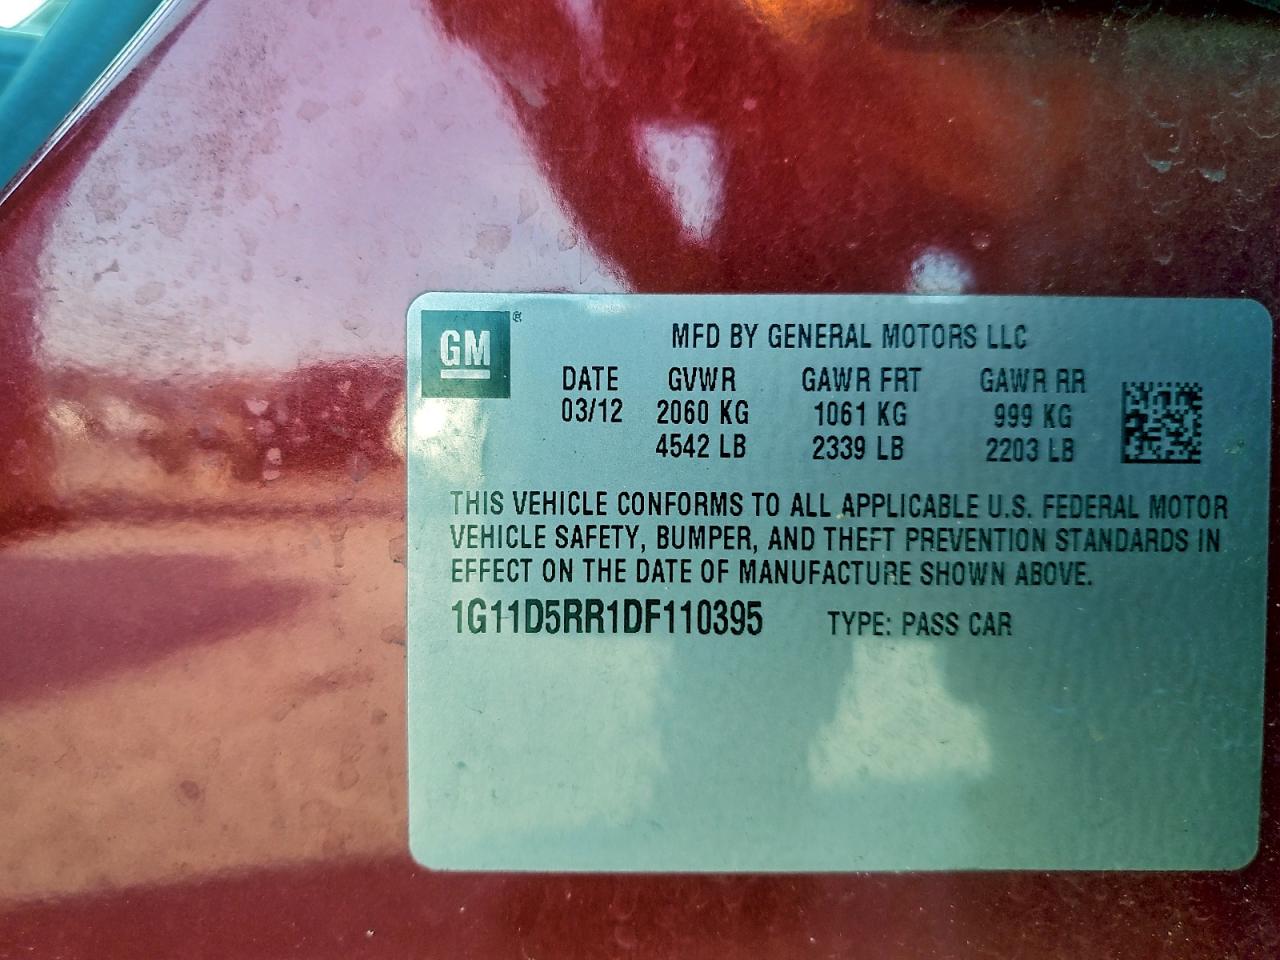 GM ®
MFD BY GENERAL MOTORS LLC
DATE GVWR GAWR FRT GAWR RR
03/12 2060 KG 1061 KG 999 KG
4542 LB 2339 LB 2203 LB
THIS VEHICLE CONFORMS TO ALL APPLICABLE U.S. FEDERAL MOTOR
VEHICLE SAFETY, BUMPER, AND THEFT PREVENTION STANDARDS IN
EFFECT ON THE DATE OF MANUFACTURE SHOWN ABOVE.
1G11D5RR1DF110395 TYPE: PASS CAR